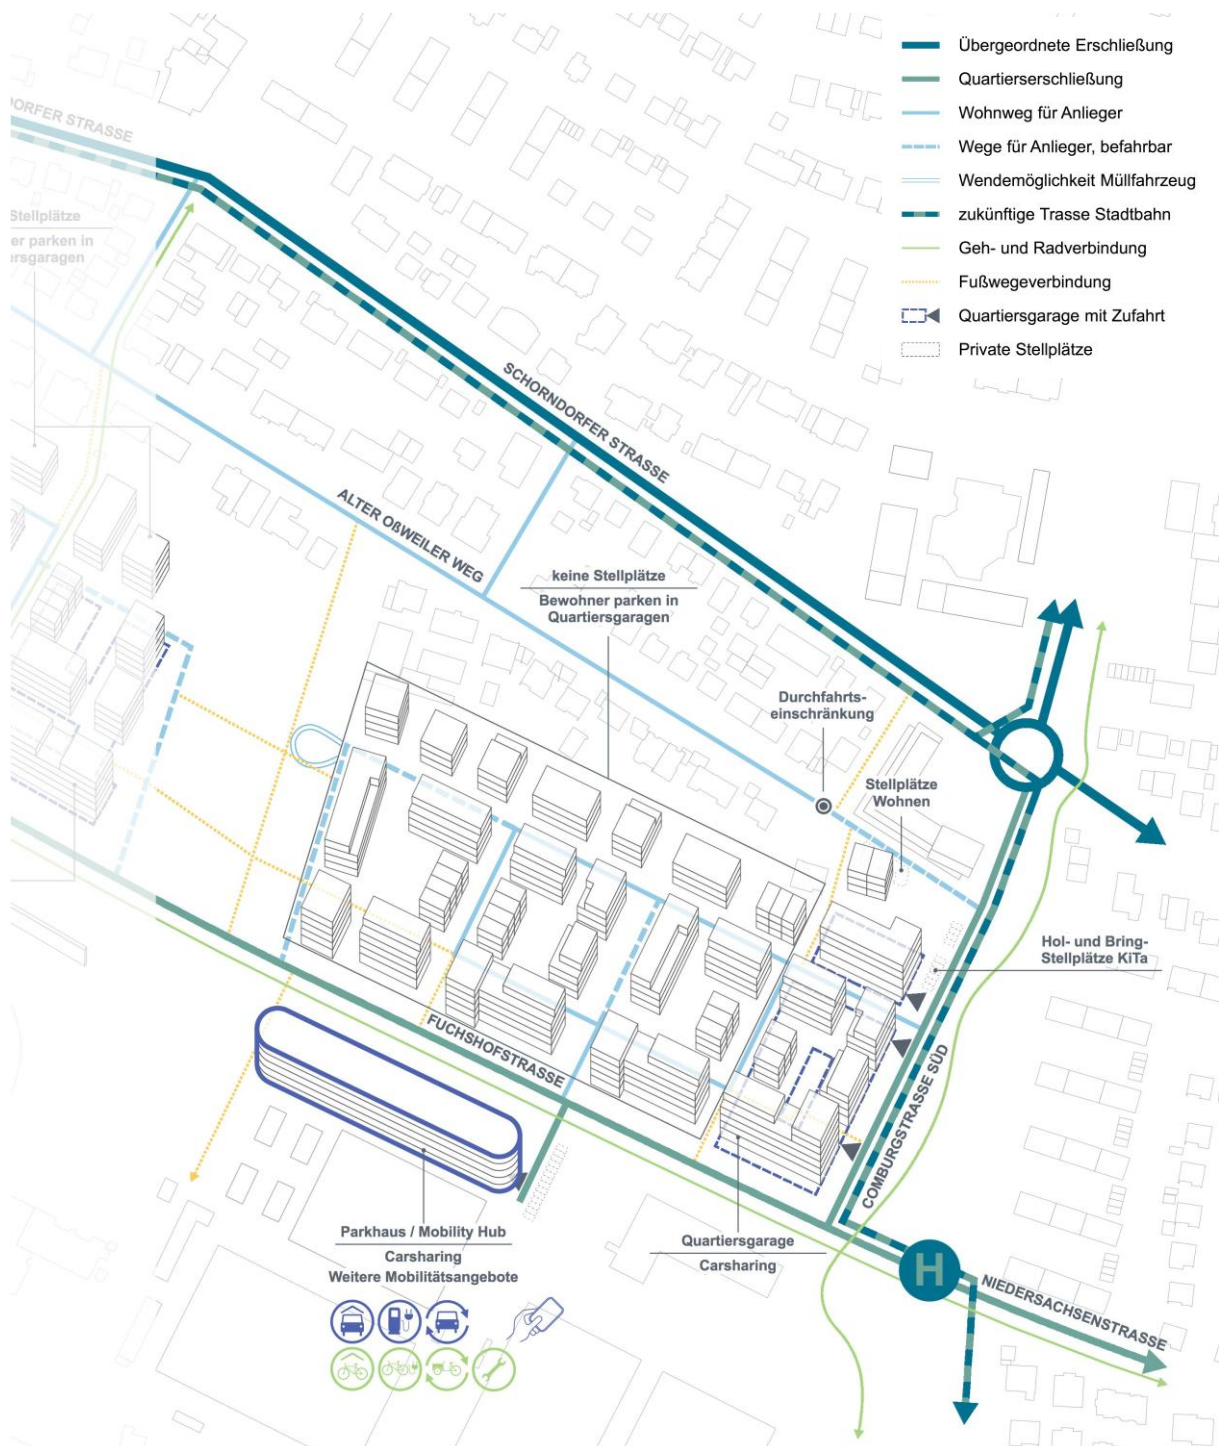 Übergeordnete Erschließung
Quartierserschließung
Wohnweg für Anlieger
Wege für Anlieger, befahrbar
Wendemöglichkeit Müllfahrzeug
zukünftige Trasse Stadtbahn
Geh- und Radverbindung
Fußwegeverbindung
Quartiersgarage mit Zufahrt
Private Stellplätze
DORFER STRASSE
Stellplätze
er parken in
ersgaragen
SCHORNDORFER STRASSE
ALTER OßWEILER WEG
keine Stellplätze
Bewohner parken in
Quartiersgaragen
Durchfahrts-
einschränkung
Stellplätze
Wohnen
Hol- und Bring-
Stellplätze KiTa
FUCHSHOFSTRASSE
COMBURGSTRASSE SÜD
Parkhaus / Mobility Hub
Carsharing
Weitere Mobilitätsangebote
Quartiersgarage
Carsharing
H
NIEDERSACHSENSTRASSE